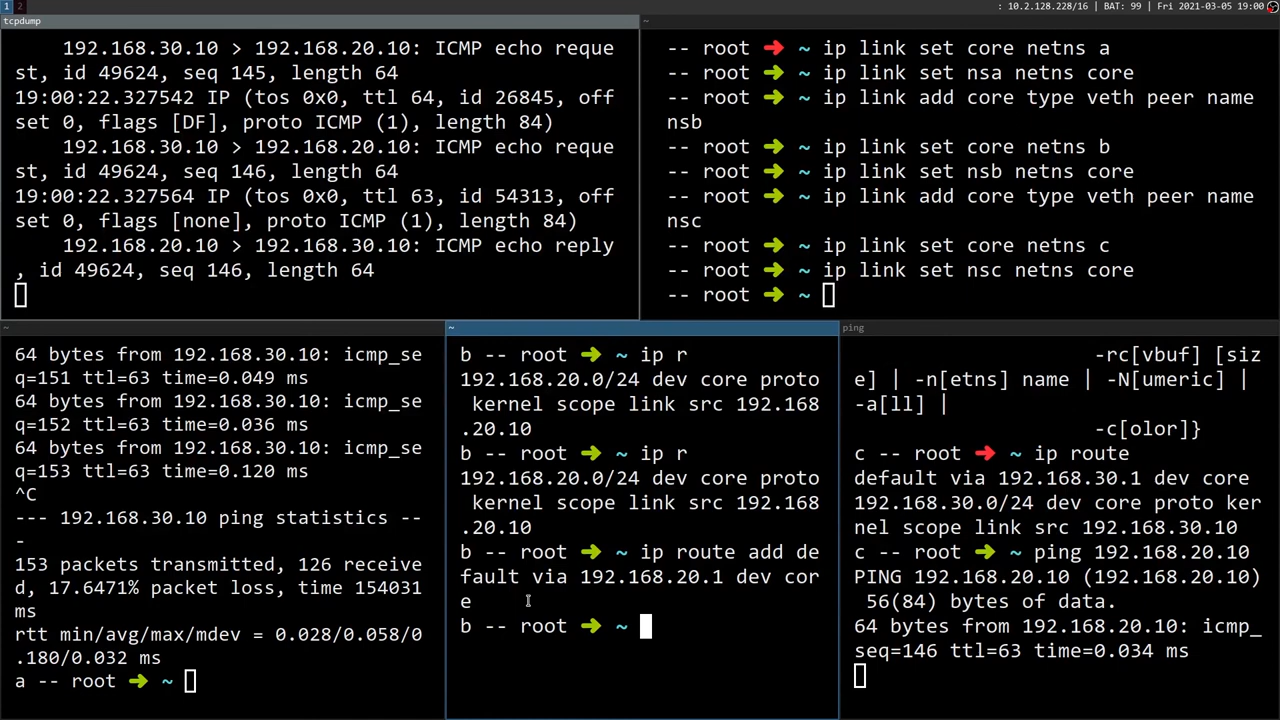 1 2
: 10.2.128.228/16 | BAT: 99 | Fri 2021-03-05 19:00
tcpdump
192.168.30.10 > 192.168.20.10: ICMP echo reque
st, id 49624, seq 145, length 64
19:00:22.327542 IP (tos 0x0, ttl 64, id 26845, off
set 0, flags [DF], proto ICMP (1), length 84)
192.168.30.10 > 192.168.20.10: ICMP echo reque
st, id 49624, seq 146, length 64
19:00:22.327564 IP (tos 0x0, ttl 63, id 54313, off
set 0, flags [none], proto ICMP (1), length 84)
192.168.20.10 > 192.168.30.10: ICMP echo reply
, id 49624, seq 146, length 64
~
-- root ➜ ~ ip link set core netns a
-- root ➜ ~ ip link set nsa netns core
-- root ➜ ~ ip link add core type veth peer name
nsb
-- root ➜ ~ ip link set core netns b
-- root ➜ ~ ip link set nsb netns core
-- root ➜ ~ ip link add core type veth peer name
nsc
-- root ➜ ~ ip link set core netns c
-- root ➜ ~ ip link set nsc netns core
-- root ➜ ~
~
64 bytes from 192.168.30.10: icmp_se
q=151 ttl=63 time=0.049 ms
64 bytes from 192.168.30.10: icmp_se
q=152 ttl=63 time=0.036 ms
64 bytes from 192.168.30.10: icmp_se
q=153 ttl=63 time=0.120 ms
^C
--- 192.168.30.10 ping statistics --
-
153 packets transmitted, 126 receive
d, 17.6471% packet loss, time 154031
ms
rtt min/avg/max/mdev = 0.028/0.058/0
.180/0.032 ms
a -- root ➜ ~
~
b -- root ➜ ~ ip r
192.168.20.0/24 dev core proto
kernel scope link src 192.168
.20.10
b -- root ➜ ~ ip r
192.168.20.0/24 dev core proto
kernel scope link src 192.168
.20.10
b -- root ➜ ~ ip route add de
fault via 192.168.20.1 dev cor
e
b -- root ➜ ~
ping
-rc[vbuf] [siz
e] | -n[etns] name | -N[umeric] |
-a[ll] |
-c[olor]}
c -- root ➜ ~ ip route
default via 192.168.30.1 dev core
192.168.30.0/24 dev core proto ker
nel scope link src 192.168.30.10
c -- root ➜ ~ ping 192.168.20.10
PING 192.168.20.10 (192.168.20.10)
56(84) bytes of data.
64 bytes from 192.168.20.10: icmp_
seq=146 ttl=63 time=0.034 ms